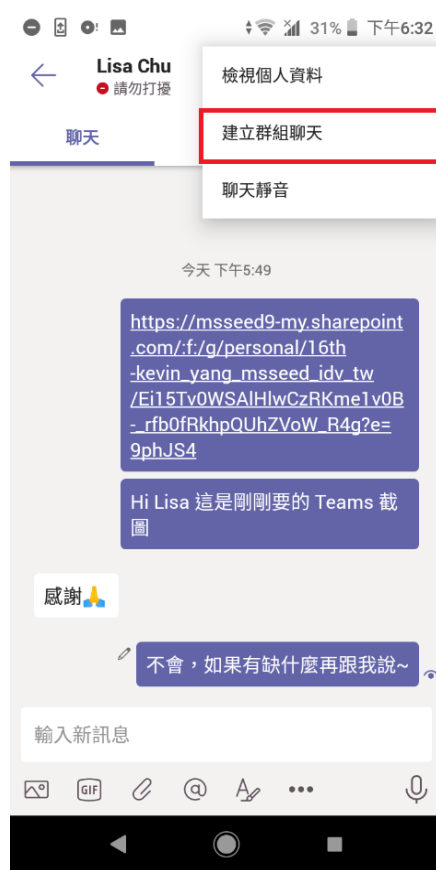 31% 下午6:32
Lisa Chu
請勿打擾
檢視個人資料
建立群組聊天
聊天靜音
聊天
今天 下午5:49
https://msseed9-my.sharepoint
.com/:f:/g/personal/16th
-kevin_yang_msseed_idv_tw
/Ei15Tv0WSAlHlwCzRKme1v0B
-_rfb0fRkhpQUhZVoW_R4g?e=
9phJS4
Hi Lisa 這是剛剛要的 Teams 截
圖
感謝🙏
不會，如果有缺什麼再跟我說~
輸入新訊息
GIF